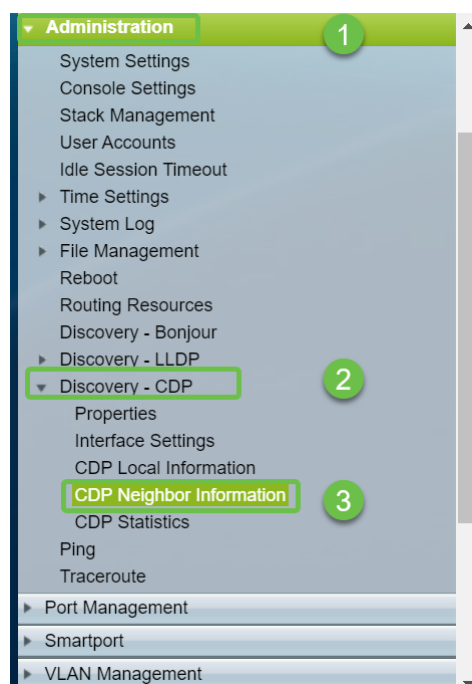 Administration 1
System Settings
Console Settings
Stack Management
User Accounts
Idle Session Timeout
Time Settings
System Log
File Management
Reboot
Routing Resources
Discovery - Bonjour
Discovery - LLDP
Discovery - CDP 2
Properties
Interface Settings
CDP Local Information
CDP Neighbor Information 3
CDP Statistics
Ping
Traceroute
Port Management
Smartport
VLAN Management